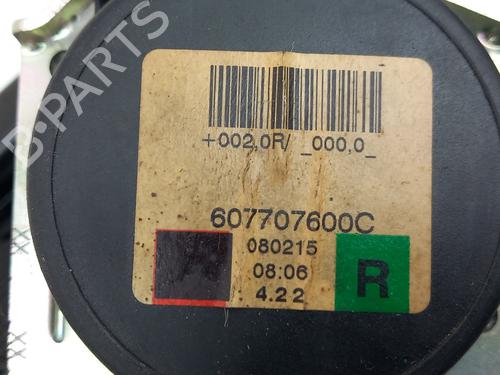 +002,0R/ _000,0_
607707600C
080215
08:06
4.22
R
B-PARTS